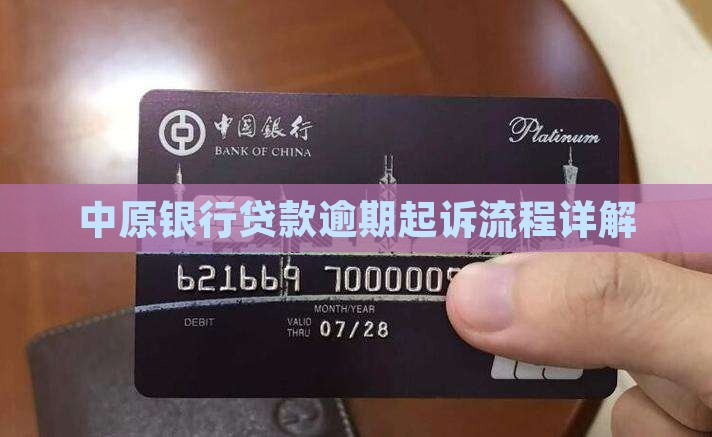 中国银行
BANK OF CHINA
Platinum
中原银行贷款逾期起诉流程详解
621669 7000009
MONTH/YEAR
DEBIT
VALID THRU 07/28